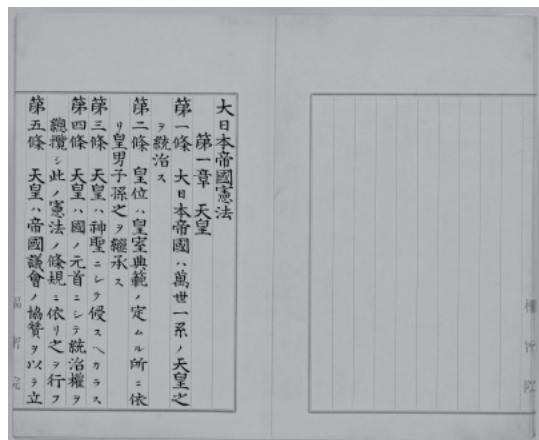 大日本帝國憲法
第一章 天皇
第一條 大日本帝國ハ萬世一系ノ天皇之
ヲ統治ス
第二條 皇位ハ皇室典範ノ定ムル所ニ依
リ皇男子孫之ヲ繼承ス
第三條 天皇ハ神聖ニシテ侵スヘカラス
第四條 天皇ハ國ノ元首ニシテ統治權ヲ
總攬シ此ノ憲法ノ條規ニ依リ之ヲ行フ
第五條 天皇ハ帝國議會ノ協贊ヲ以テ立